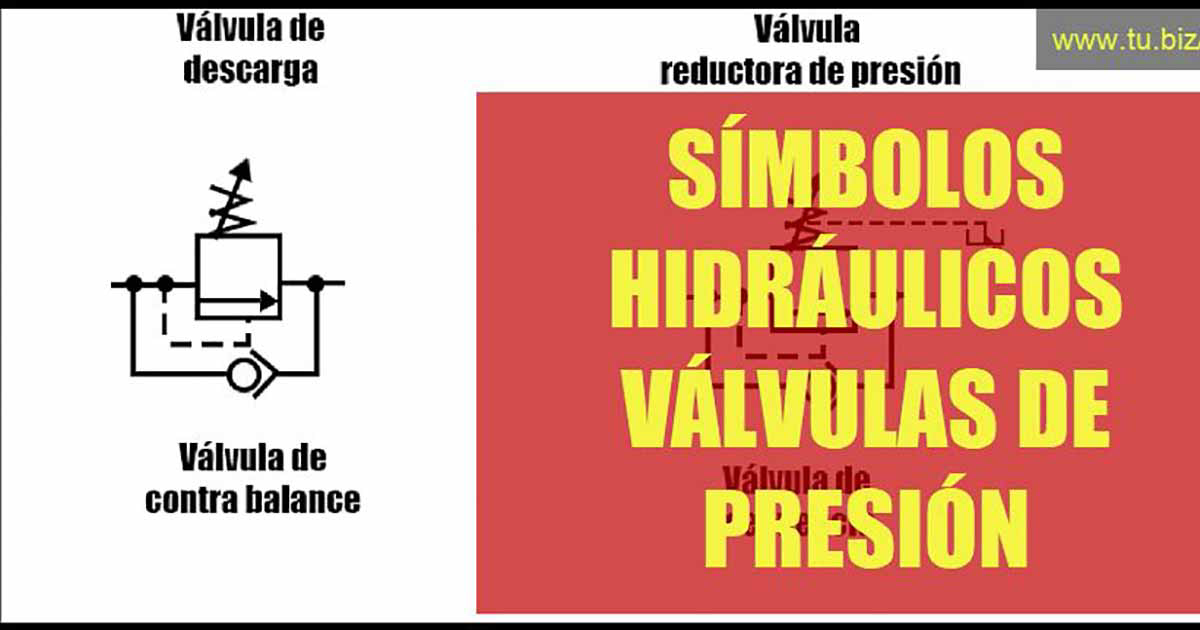 Válvula de
descarga
Válvula
reductora de presión
www.tu.biz/
SÍMBOLOS
HIDRÁULICOS
VÁLVULAS DE
PRESIÓN
Válvula de
contra balance
Válvula de